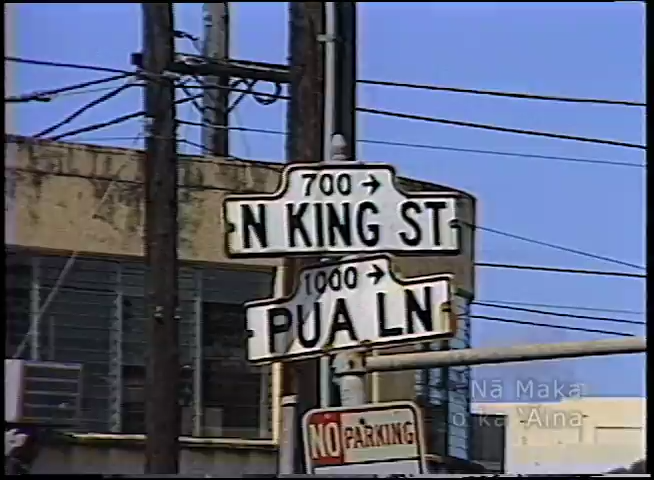 700 →
N KING ST
1000 →
PUA LN
NO PARKING
Nā Maka
o ka ʻĀina